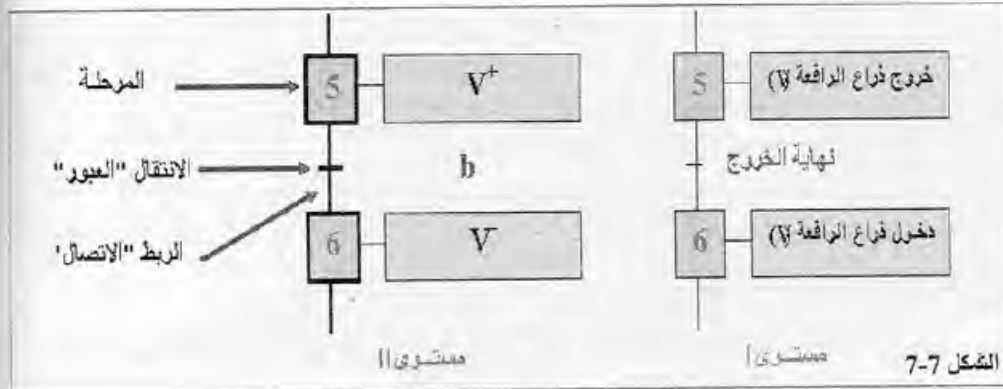 خروج ذراع الرافعة (V)
5
V⁺
5
المرحلة
نهاية الخروج
b
الانتقال "العبور"
دخول ذراع الرافعة (V)
6
V⁻
6
الربط "الاتصال"
الشكل 7-7
مستوى I
مستوى II